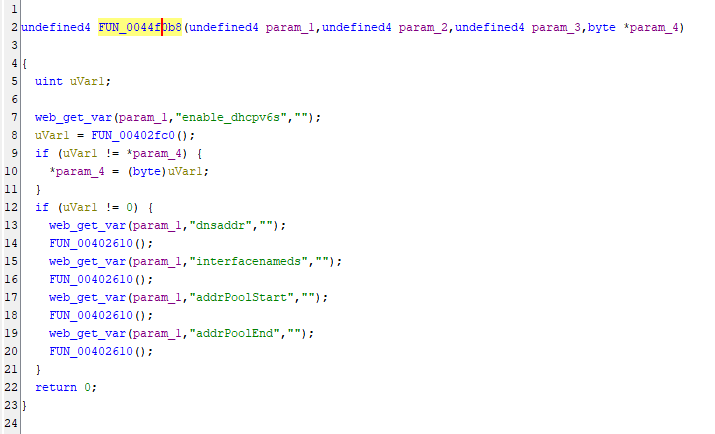 1
2 undefined4 FUN_0044f0b8(undefined4 param_1,undefined4 param_2,undefined4 param_3,byte *param_4)
3
4 {
5 uint uVar1;
6
7 web_get_var(param_1,"enable_dhcpv6s","");
8 uVar1 = FUN_00402fc0();
9 if (uVar1 != *param_4) {
10 *param_4 = (byte)uVar1;
11 }
12 if (uVar1 != 0) {
13 web_get_var(param_1,"dnsaddr","");
14 FUN_00402610();
15 web_get_var(param_1,"interfacenameds","");
16 FUN_00402610();
17 web_get_var(param_1,"addrPoolStart","");
18 FUN_00402610();
19 web_get_var(param_1,"addrPoolEnd","");
20 FUN_00402610();
21 }
22 return 0;
23 }
24